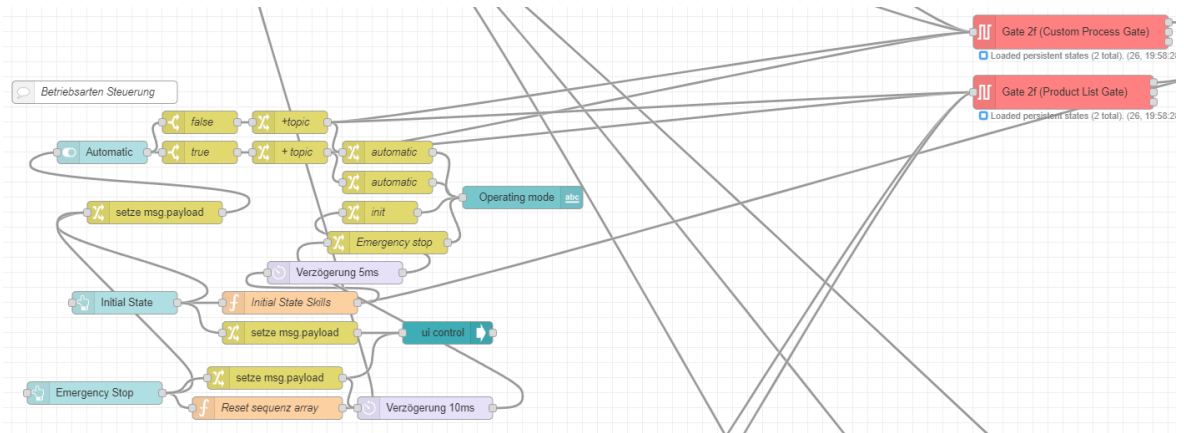 Gate 2f (Custom Process Gate)
Loaded persistent states (2 total). (26, 19:58:28
Betriebsarten Steuerung
Gate 2f (Product List Gate)
Loaded persistent states (2 total). (26, 19:58:28
false
+topic
Automatic
true
+ topic
automatic
automatic
Operating mode
abc
setze msg.payload
init
Emergency stop
Verzögerung 5ms
Initial State
Initial State Skills
setze msg.payload
ui control
setze msg.payload
Emergency Stop
Reset sequenz array
Verzögerung 10ms